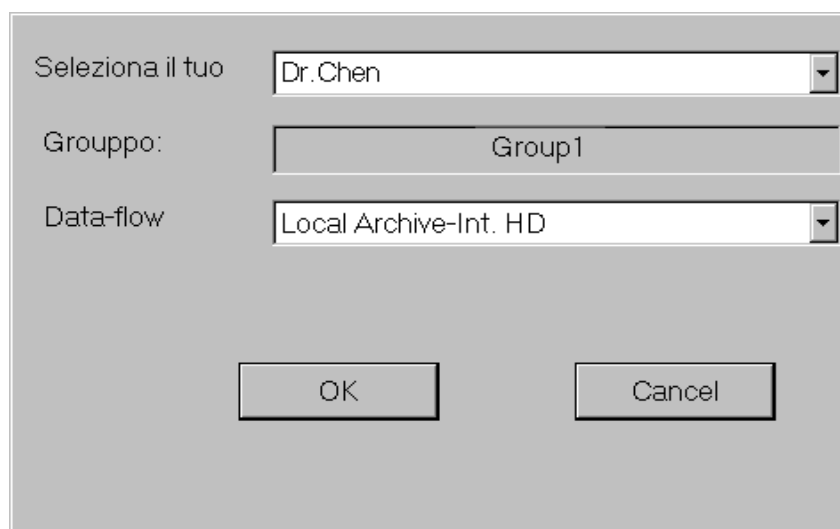 Seleziona il tuo Dr.Chen
Grouppo: Group1
Data-flow Local Archive-Int. HD
OK Cancel